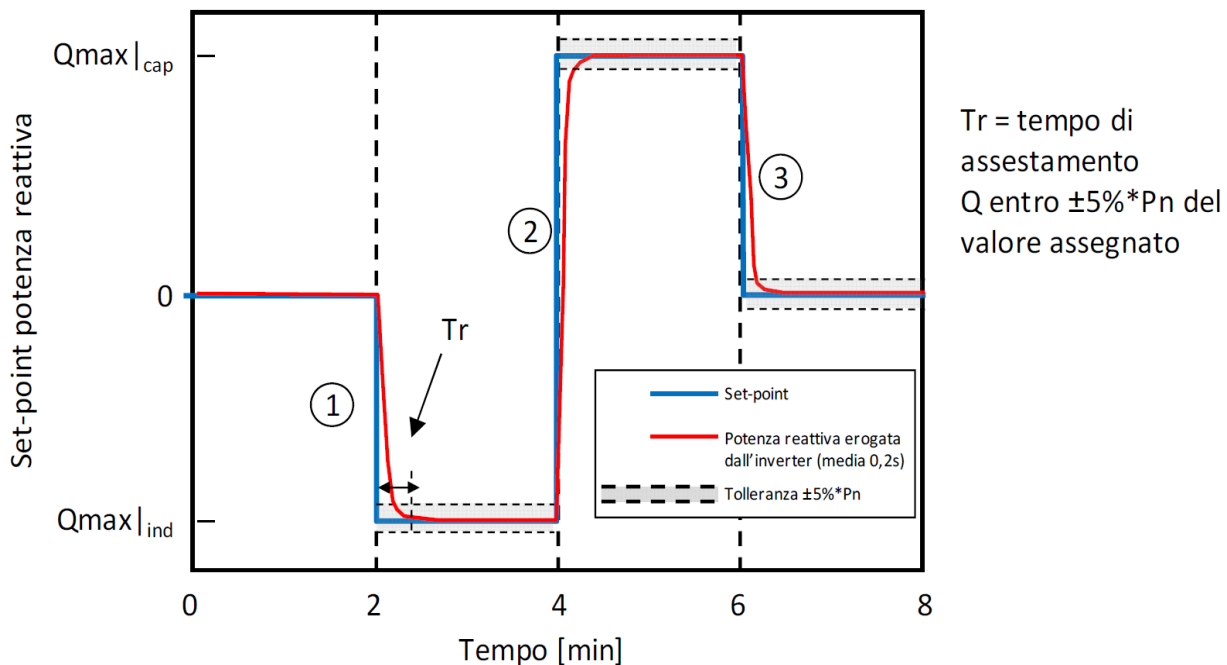 Set-point potenza reattiva
Qmax|cap
0
Qmax|ind
1
Tr
2
3
Set-point
Potenza reattiva erogata
dall'inverter (media 0,2s)
Tolleranza ±5%*Pn
0
2
4
6
8
Tempo [min]
Tr = tempo di
assestamento
Q entro ±5%*Pn del
valore assegnato